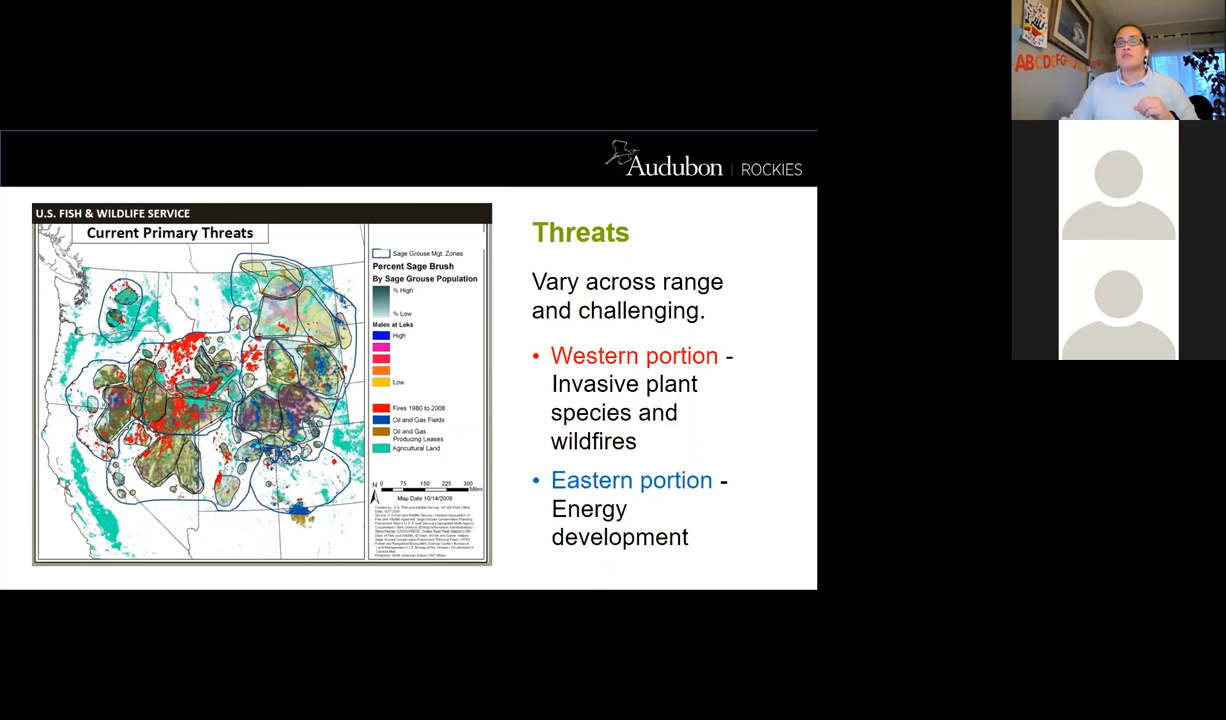 ABCDEFG
Audubon | ROCKIES
U.S. FISH & WILDLIFE SERVICE
Current Primary Threats
Sage Grouse Mgt. Zones
Percent Sage Brush
By Sage Grouse Population
% High
% Low
Males at Leks
High
Low
Fires 1980 to 2008
Oil and Gas Fields
Oil and Gas
Producing Leases
Agricultural Land
N
0 75 150 225 300
Miles
Map Date 10/14/2009
Threats
Vary across range
and challenging.
• Western portion -
Invasive plant
species and
wildfires
• Eastern portion -
Energy
development